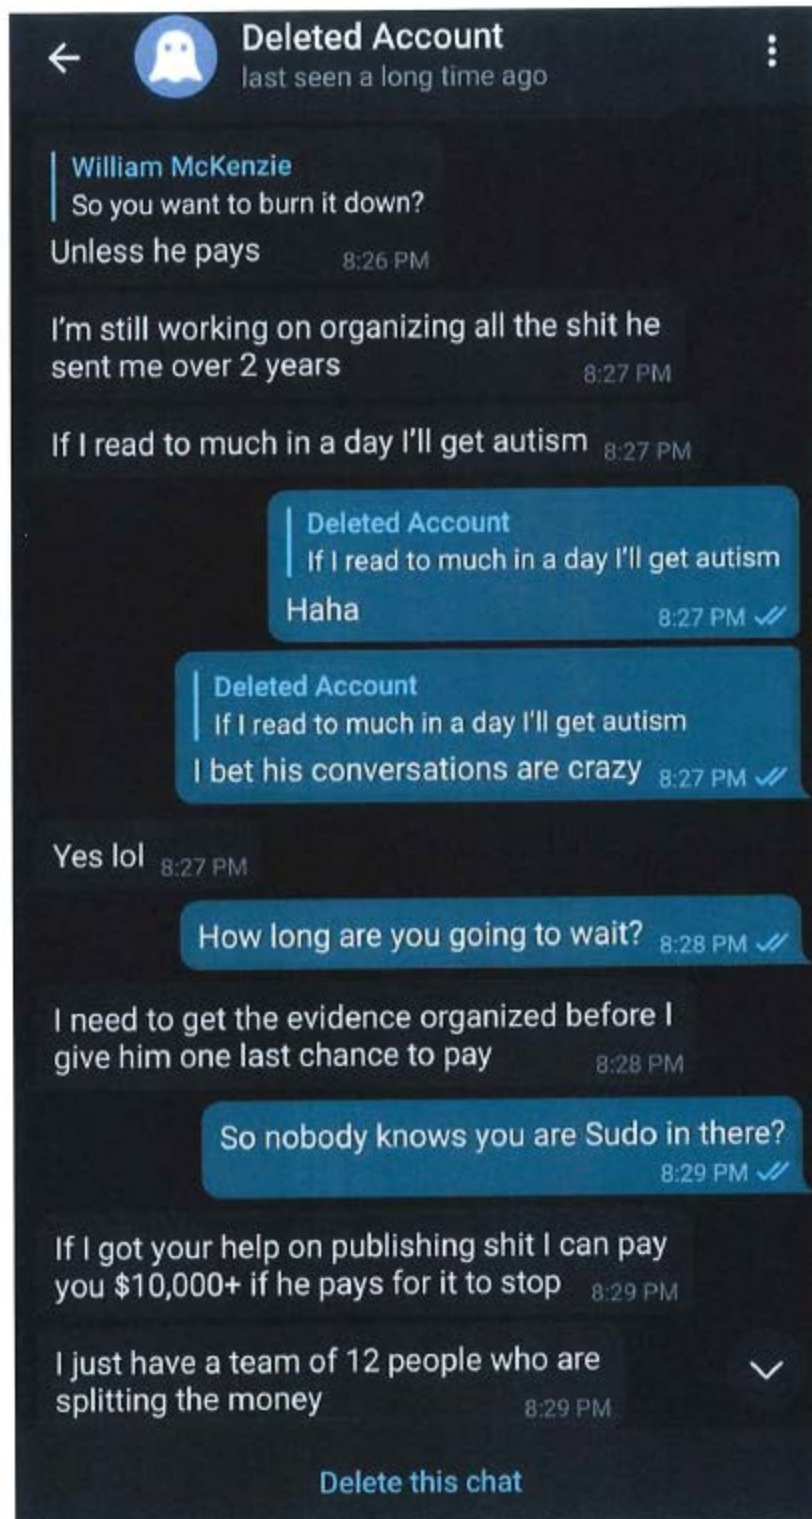 Deleted Account
last seen a long time ago
William McKenzie
So you want to burn it down?
Unless he pays 8:26 PM
I'm still working on organizing all the shit he
sent me over 2 years 8:27 PM
If I read to much in a day I'll get autism 8:27 PM
Deleted Account
If I read to much in a day I'll get autism
Haha 8:27 PM
Deleted Account
If I read to much in a day I'll get autism
I bet his conversations are crazy 8:27 PM
Yes lol 8:27 PM
How long are you going to wait? 8:28 PM
I need to get the evidence organized before I
give him one last chance to pay 8:28 PM
So nobody knows you are Sudo in there?
8:29 PM
If I got your help on publishing shit I can pay
you $10,000+ if he pays for it to stop 8:29 PM
I just have a team of 12 people who are
splitting the money 8:29 PM
Delete this chat